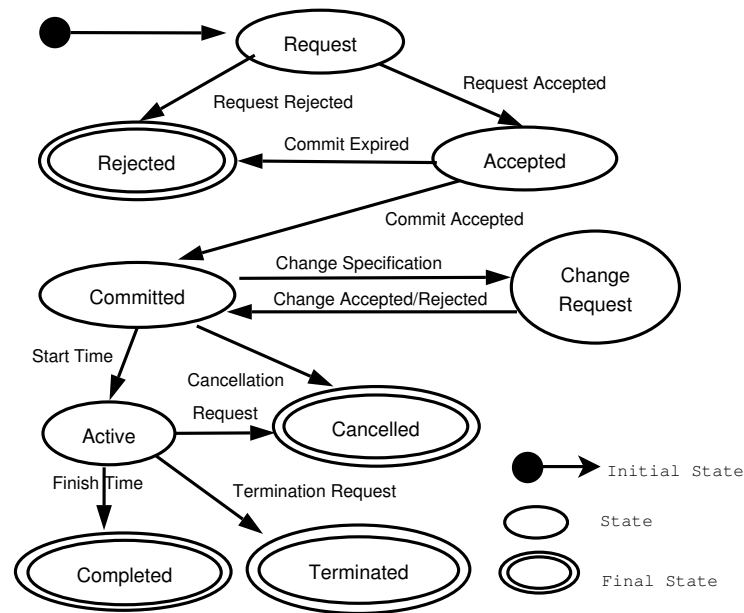 Request
Request Accepted
Request Rejected
Commit Expired
Rejected
Accepted
Commit Accepted
Change Specification
Change
Request
Committed
Change Accepted/Rejected
Start Time
Cancellation
Request
Active
Cancelled
Finish Time
Termination Request
Initial State
State
Completed
Terminated
Final State